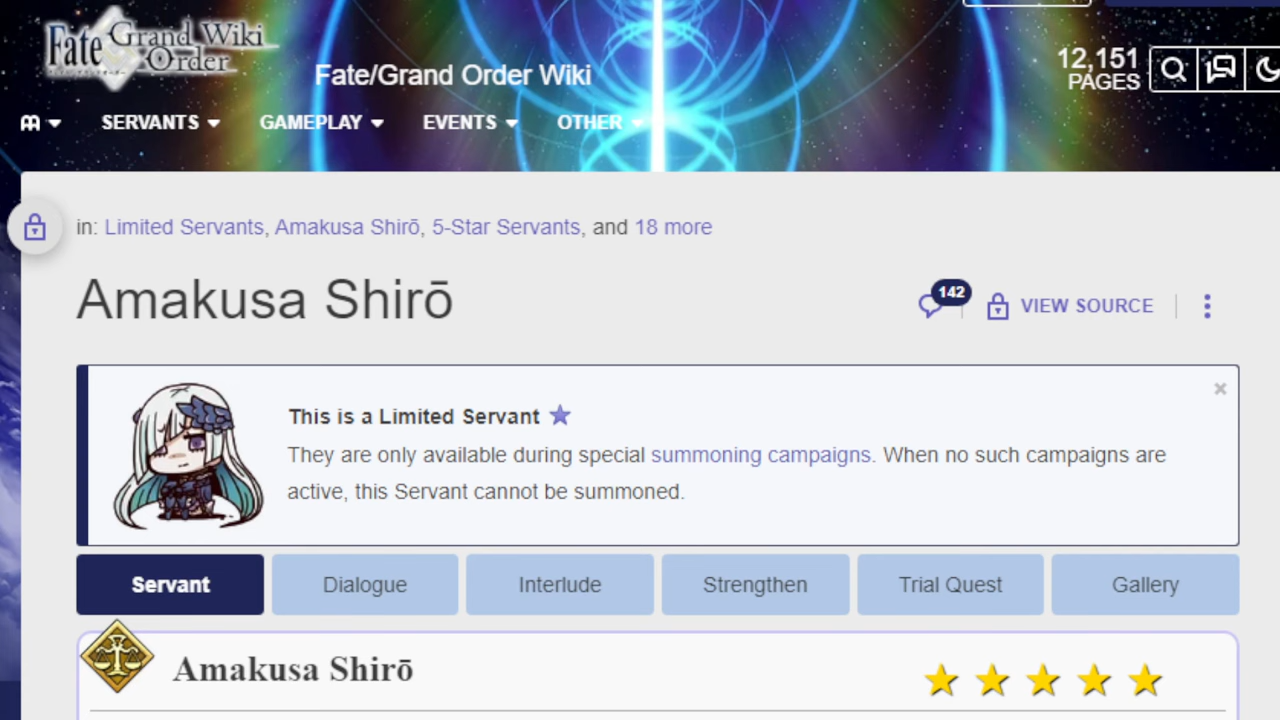 Fate Grand Order Wiki
Fate/Grand Order Wiki
12,151
PAGES
SERVANTS
GAMEPLAY
EVENTS
OTHER
in: Limited Servants, Amakusa Shirō, 5-Star Servants, and 18 more
Amakusa Shirō
142
VIEW SOURCE
This is a Limited Servant
They are only available during special summoning campaigns. When no such campaigns are
active, this Servant cannot be summoned.
Servant
Dialogue
Interlude
Strengthen
Trial Quest
Gallery
Amakusa Shirō